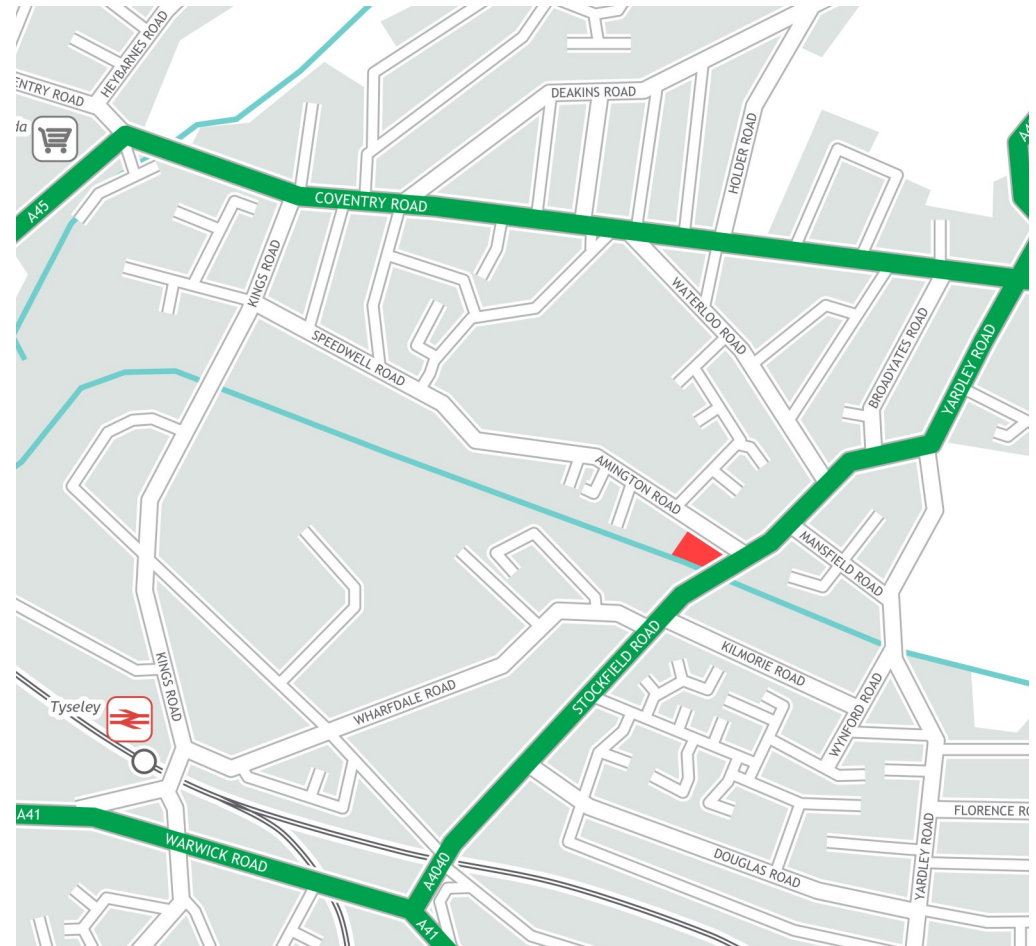 HEYBARNES ROAD
ENTRY ROAD
DEAKINS ROAD
HOLDER ROAD
da
A45
COVENTRY ROAD
KINGS ROAD
SPEEDWELL ROAD
WATERLOO ROAD
BROADYATES ROAD
YARDLEY ROAD
AMINGTON ROAD
MANSFIELD ROAD
KINGS ROAD
Tyseley
WHARFDALE ROAD
STOCKFIELD ROAD
KILMORIE ROAD
WYNFORD ROAD
A41
WARWICK ROAD
A4040
A41
DOUGLAS ROAD
YARDLEY ROAD
FLORENCE RO